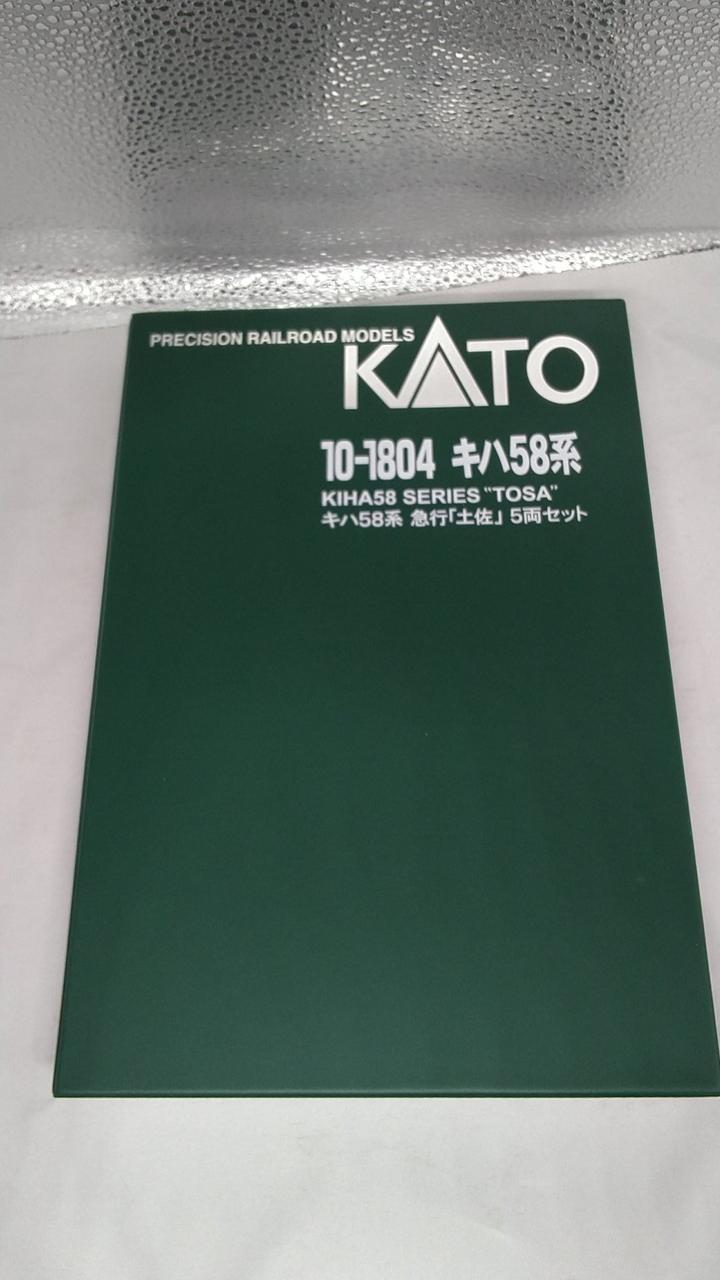 PRECISION RAILROAD MODELS
KATO
10-1804 キハ58系
KIHA58 SERIES "TOSA"
キハ58系 急行「土佐」 5両セット